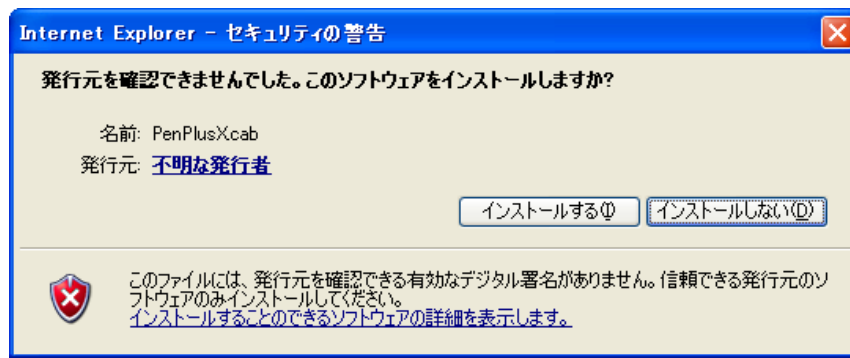 Internet Explorer - セキュリティの警告
発行元を確認できませんでした。このソフトウェアをインストールしますか?
名前: PenPlusX.cab
発行元: 不明な発行者
インストールする(I) インストールしない(D)
このファイルには、発行元を確認できる有効なデジタル署名がありません。信頼できる発行元のソ
フトウェアのみインストールしてください。
インストールすることのできるソフトウェアの詳細を表示します。